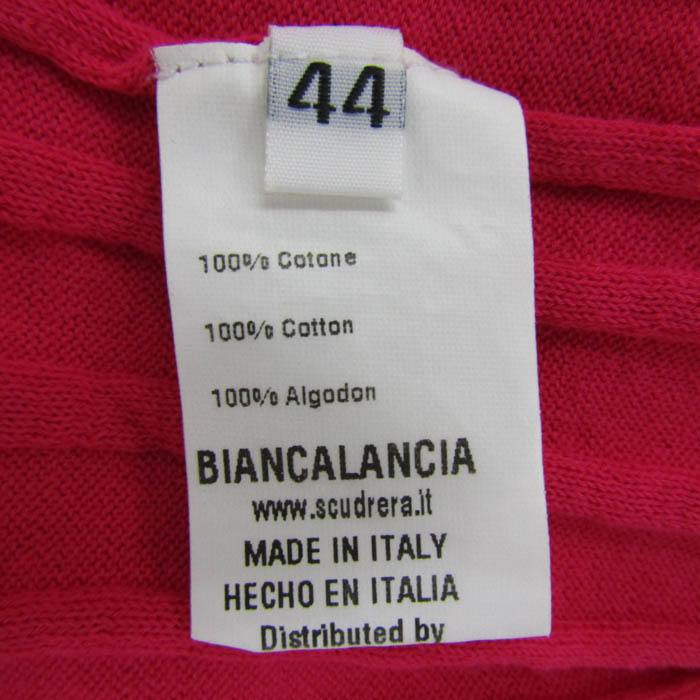 44
100% Cotone
100% Cotton
100% Algodon
BIANCALANCIA
www.scudrera.it
MADE IN ITALY
HECHO EN ITALIA
Distributed by